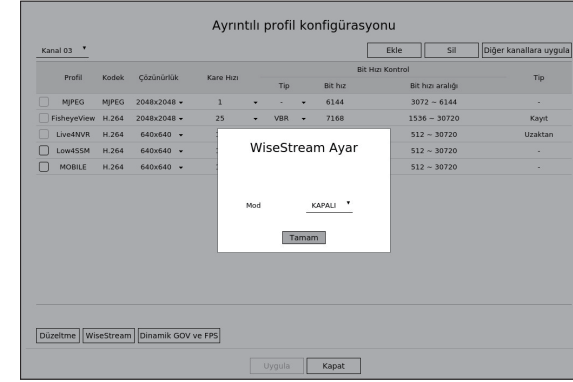 Ayrıntılı profil konfigürasyonu
Kanal 03 Ekle Sil Diğer kanallara uygula
Profil Kodek Çözünürlük Kare Hızı Bit Hızı Kontrol Tip
Tip Bit hız Bit hızı aralığı
MJPEG MJPEG 2048x2048 1 - 6144 3072 ~ 6144 -
FisheyeView H.264 2048x2048 25 VBR 7168 1536 ~ 30720 Kayıt
Live4NVR H.264 640x640 512 ~ 30720 Uzaktan
Low4SSM H.264 640x640 512 ~ 30720 -
MOBILE H.264 640x640 512 ~ 30720 -
WiseStream Ayar
Mod KAPALI
Tamam
Düzeltme WiseStream Dinamik GOV ve FPS
Uygula Kapat